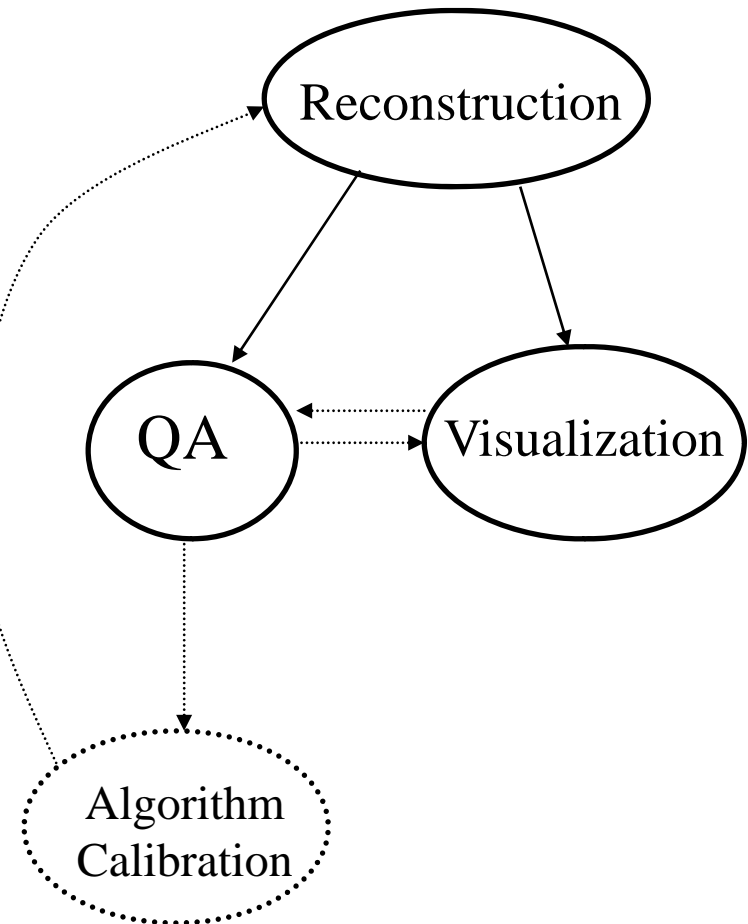 Reconstruction
QA
Visualization
Algorithm
Calibration